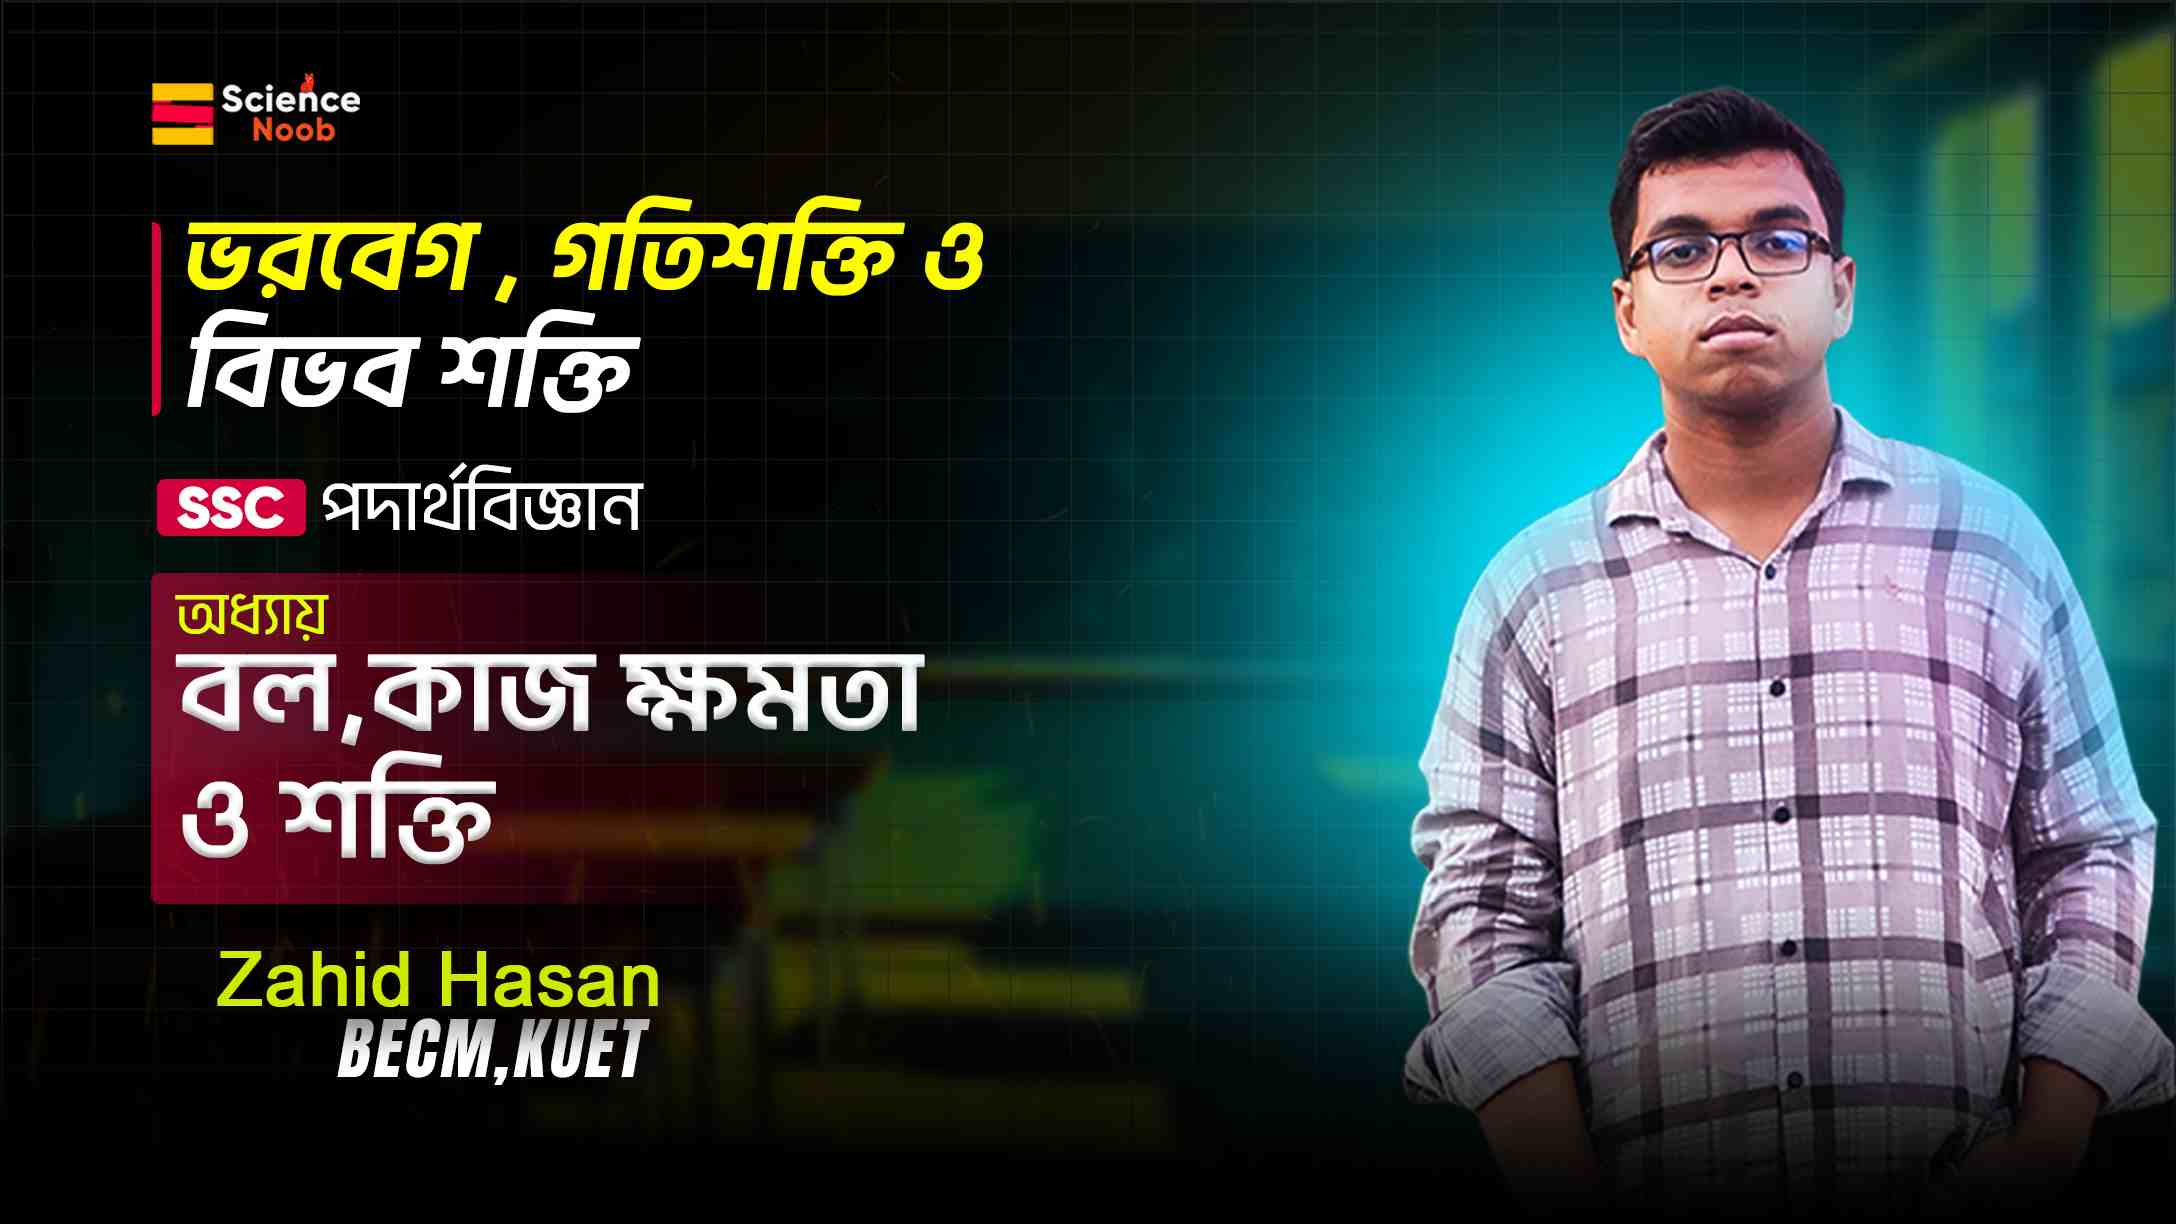 Science
Noob
ভরবেগ , গতিশক্তি ও
বিভব শক্তি
SSC পদার্থবিজ্ঞান
অধ্যায়
বল,কাজ ক্ষমতা
ও শক্তি
Zahid Hasan
BECM,KUET